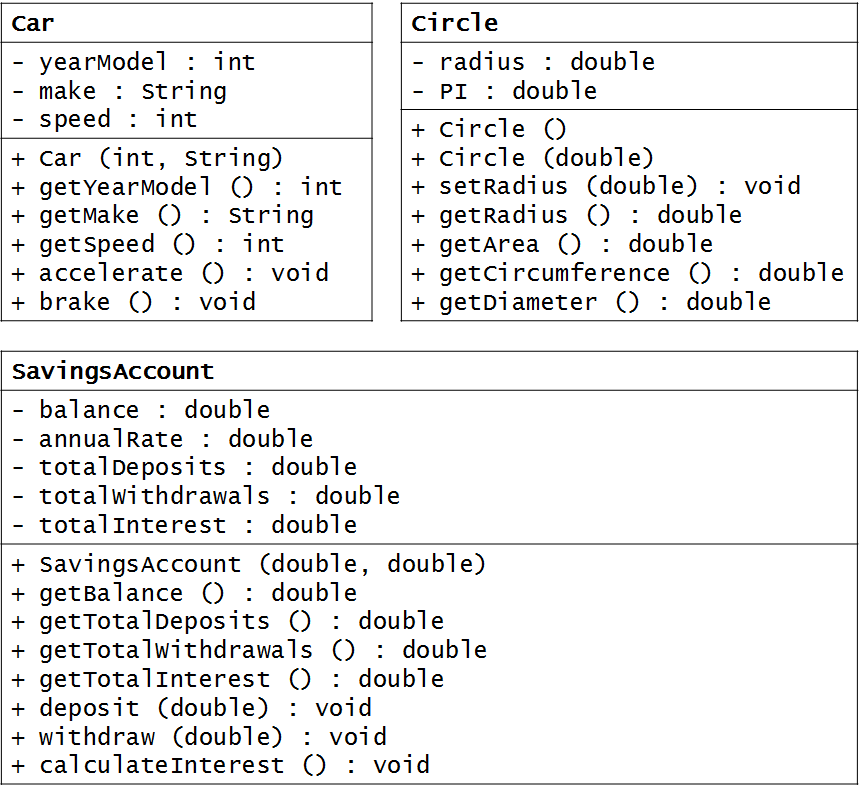 Car
- yearModel : int
- make : String
- speed : int
+ Car (int, String)
+ getYearModel () : int
+ getMake () : String
+ getSpeed () : int
+ accelerate () : void
+ brake () : void
Circle
- radius : double
- PI : double
+ Circle ()
+ Circle (double)
+ setRadius (double) : void
+ getRadius () : double
+ getArea () : double
+ getCircumference () : double
+ getDiameter () : double
SavingsAccount
- balance : double
- annualRate : double
- totalDeposits : double
- totalWithdrawals : double
- totalInterest : double
+ SavingsAccount (double, double)
+ getBalance () : double
+ getTotalDeposits () : double
+ getTotalWithdrawals () : double
+ getTotalInterest () : double
+ deposit (double) : void
+ withdraw (double) : void
+ calculateInterest () : void